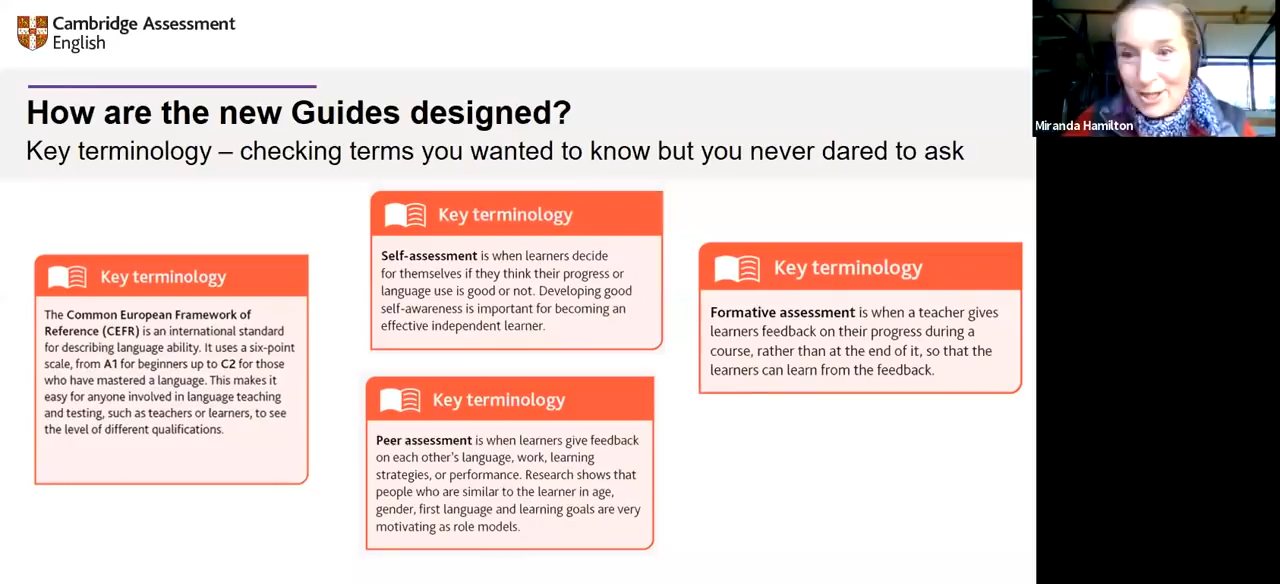 Cambridge Assessment
English
How are the new Guides designed?
Key terminology – checking terms you wanted to know but you never dared to ask
Miranda Hamilton
Key terminology
The Common European Framework of
Reference (CEFR) is an international standard
for describing language ability. It uses a six-point
scale, from A1 for beginners up to C2 for those
who have mastered a language. This makes it
easy for anyone involved in language teaching
and testing, such as teachers or learners, to see
the level of different qualifications.
Key terminology
Self-assessment is when learners decide
for themselves if they think their progress or
language use is good or not. Developing good
self-awareness is important for becoming an
effective independent learner.
Key terminology
Peer assessment is when learners give feedback
on each other's language, work, learning
strategies, or performance. Research shows that
people who are similar to the learner in age,
gender, first language and learning goals are very
motivating as role models.
Key terminology
Formative assessment is when a teacher gives
learners feedback on their progress during a
course, rather than at the end of it, so that the
learners can learn from the feedback.